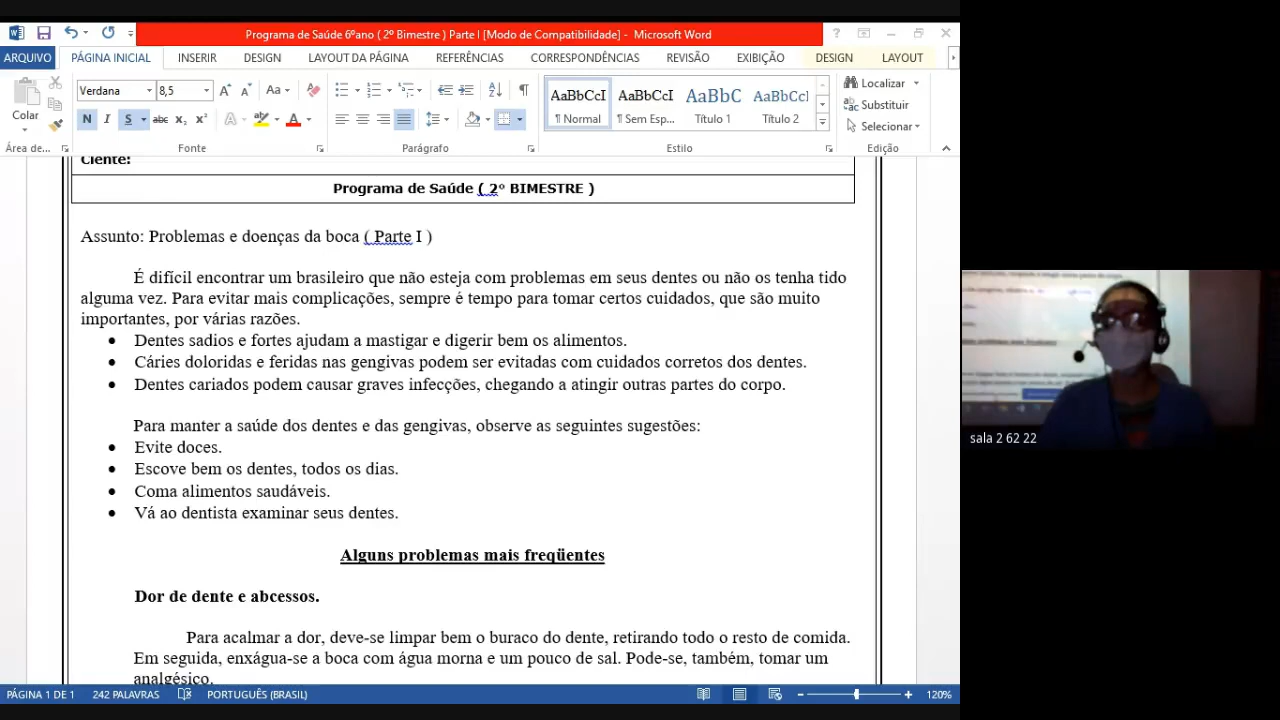 Programa de Saúde 6ºano ( 2º Bimestre ) Parte I [Modo de Compatibilidade] - Microsoft Word
ARQUIVO PÁGINA INICIAL INSERIR DESIGN LAYOUT DA PÁGINA REFERÊNCIAS CORRESPONDÊNCIAS REVISÃO EXIBIÇÃO DESIGN LAYOUT
Colar
Verdana 8,5
Aa
N I S abc x₂ x²
AaBbCcI AaBbCcI AaBbC AaBbCcI
¶ Normal ¶ Sem Esp... Título 1 Título 2
Localizar
Substituir
Selecionar
Área de... Fonte Parágrafo Estilo Edição
Ciente:
Programa de Saúde ( 2° BIMESTRE )
Assunto: Problemas e doenças da boca ( Parte I )
É difícil encontrar um brasileiro que não esteja com problemas em seus dentes ou não os tenha tido
alguma vez. Para evitar mais complicações, sempre é tempo para tomar certos cuidados, que são muito
importantes, por várias razões.
• Dentes sadios e fortes ajudam a mastigar e digerir bem os alimentos.
• Cáries doloridas e feridas nas gengivas podem ser evitadas com cuidados corretos dos dentes.
• Dentes cariados podem causar graves infecções, chegando a atingir outras partes do corpo.
Para manter a saúde dos dentes e das gengivas, observe as seguintes sugestões:
• Evite doces.
• Escove bem os dentes, todos os dias.
• Coma alimentos saudáveis.
• Vá ao dentista examinar seus dentes.
Alguns problemas mais freqüentes
Dor de dente e abcessos.
Para acalmar a dor, deve-se limpar bem o buraco do dente, retirando todo o resto de comida.
Em seguida, enxágua-se a boca com água morna e um pouco de sal. Pode-se, também, tomar um
analgésico.
PÁGINA 1 DE 1 242 PALAVRAS PORTUGUÊS (BRASIL) 120%
sala 2 62 22